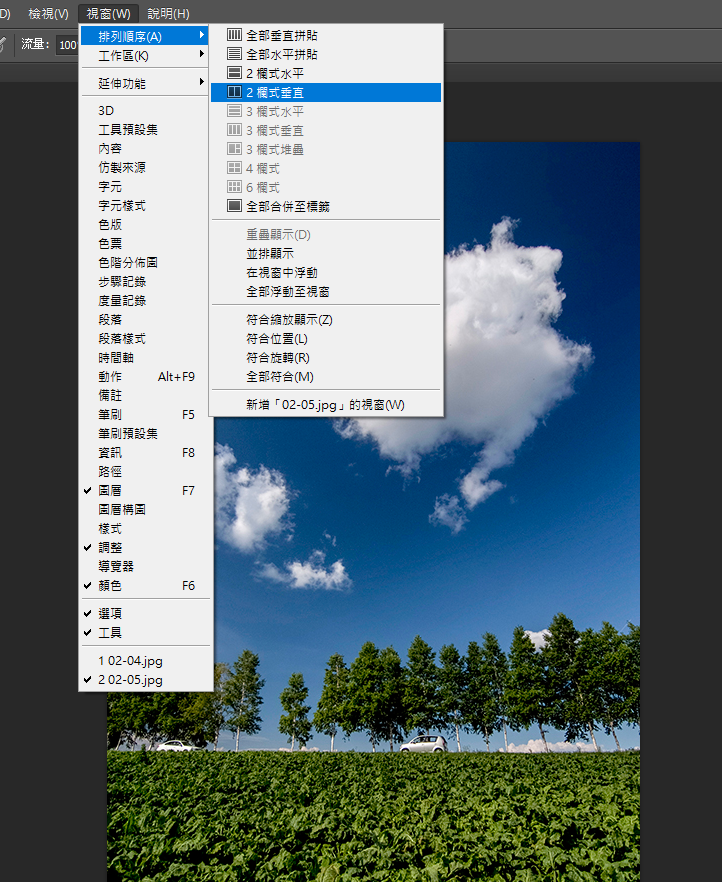 D)
檢視(V)
視窗(W)
說明(H)
流量：
100
排列順序(A)
工作區(K)
延伸功能
3D
工具預設集
內容
仿製來源
字元
字元樣式
色版
色票
色階分佈圖
步驟記錄
度量記錄
段落
段落樣式
時間軸
動作 Alt+F9
備註
筆刷 F5
筆刷預設集
資訊 F8
路徑
圖層 F7
圖層構圖
樣式
調整
導覽器
顏色 F6
選項
工具
1 02-04.jpg
2 02-05.jpg
全部垂直拼貼
全部水平拼貼
2 欄式水平
2 欄式垂直
3 欄式水平
3 欄式垂直
3 欄式堆疊
4 欄式
6 欄式
全部合併至標籤
重疊顯示(D)
並排顯示
在視窗中浮動
全部浮動至視窗
符合縮放顯示(Z)
符合位置(L)
符合旋轉(R)
全部符合(M)
新增「02-05.jpg」的視窗(W)